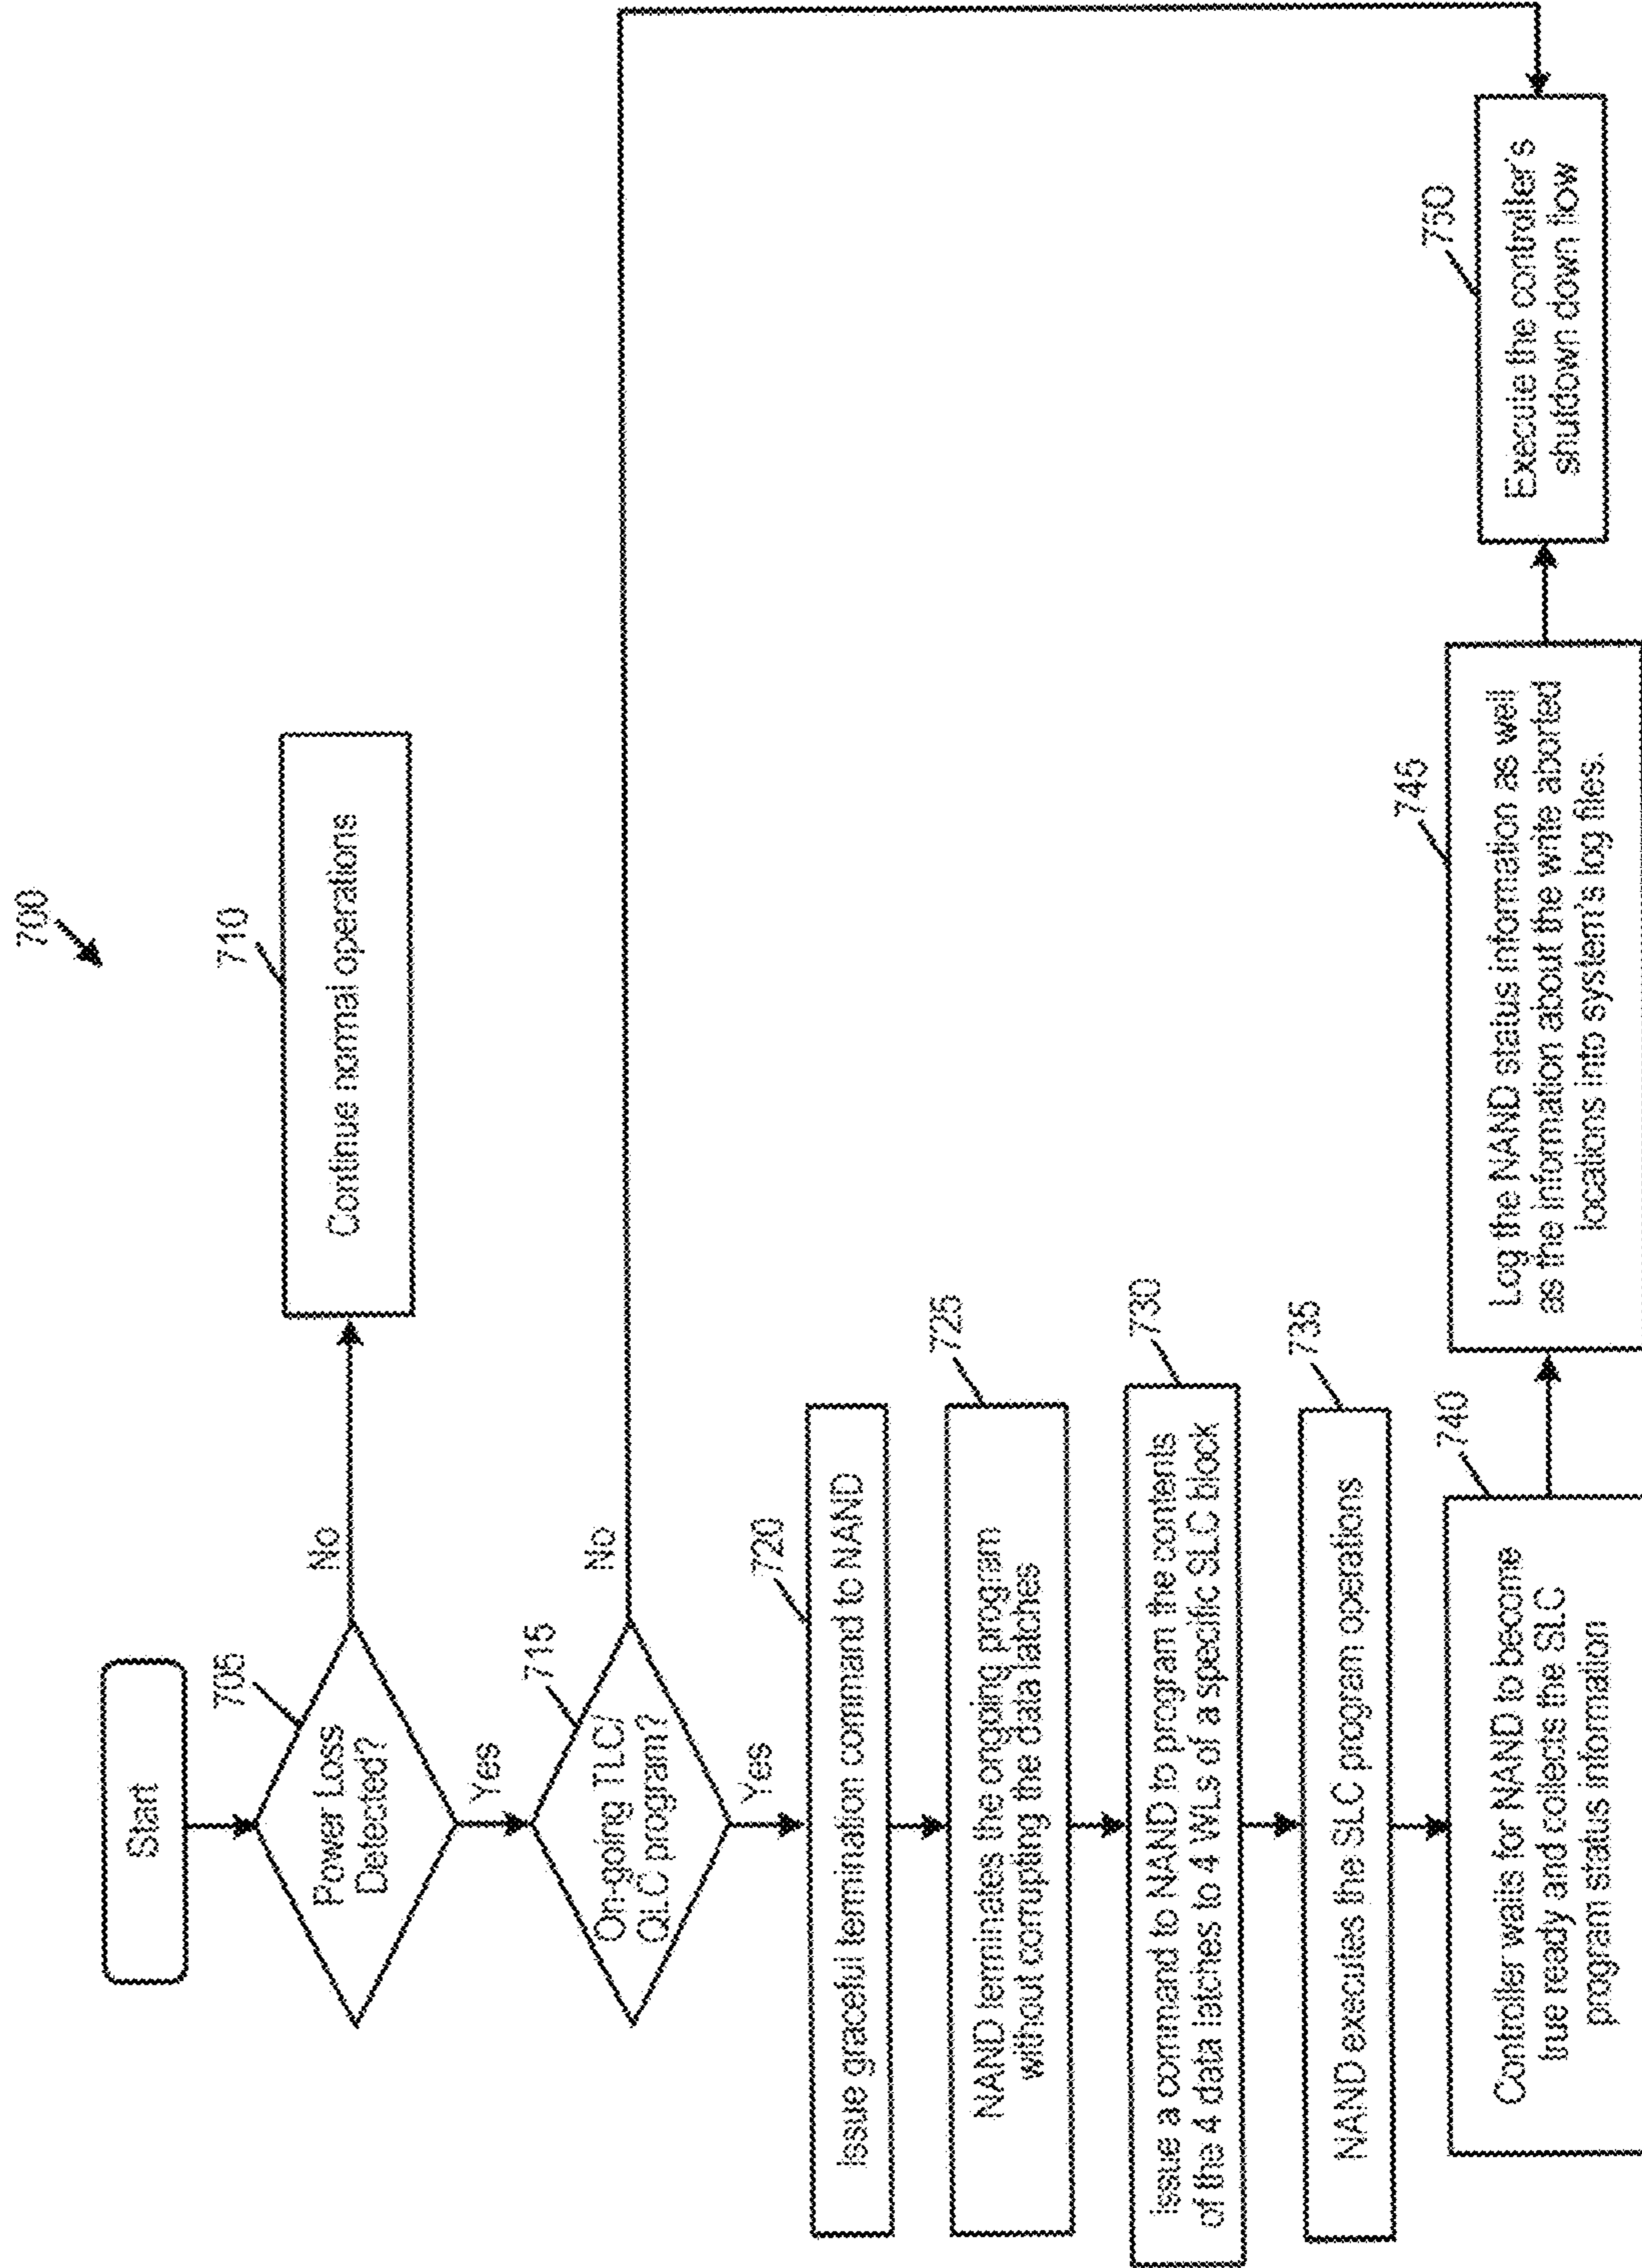 700
Start
705
Power Loss
Detected?
No
710
Continue normal operations
Yes
715
On-going TLC/
QLC program?
No
Yes
720
Issue graceful termination command to NAND
725
NAND terminates the ongoing program
without corrupting the data latches
730
Issue a command to NAND to program the contents
of the 4 data latches to 4 WLs of a specific SLC block
735
NAND executes the SLC program operations
740
Controller waits for NAND to become
true ready and collects the SLC
program status information
745
Log the NAND status information as well
as the information about the write aborted
locations into system's log files.
750
Execute the controller's
shutdown down flow